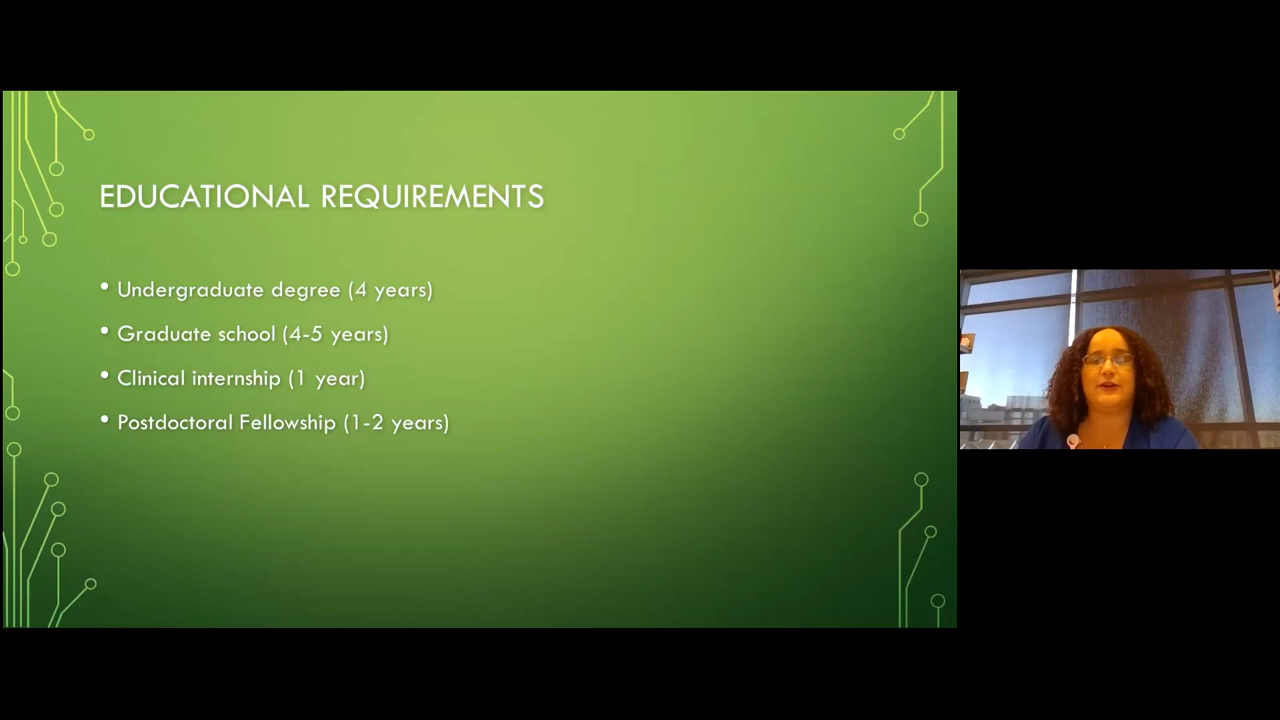 EDUCATIONAL REQUIREMENTS
• Undergraduate degree (4 years)
• Graduate school (4-5 years)
• Clinical internship (1 year)
• Postdoctoral Fellowship (1-2 years)